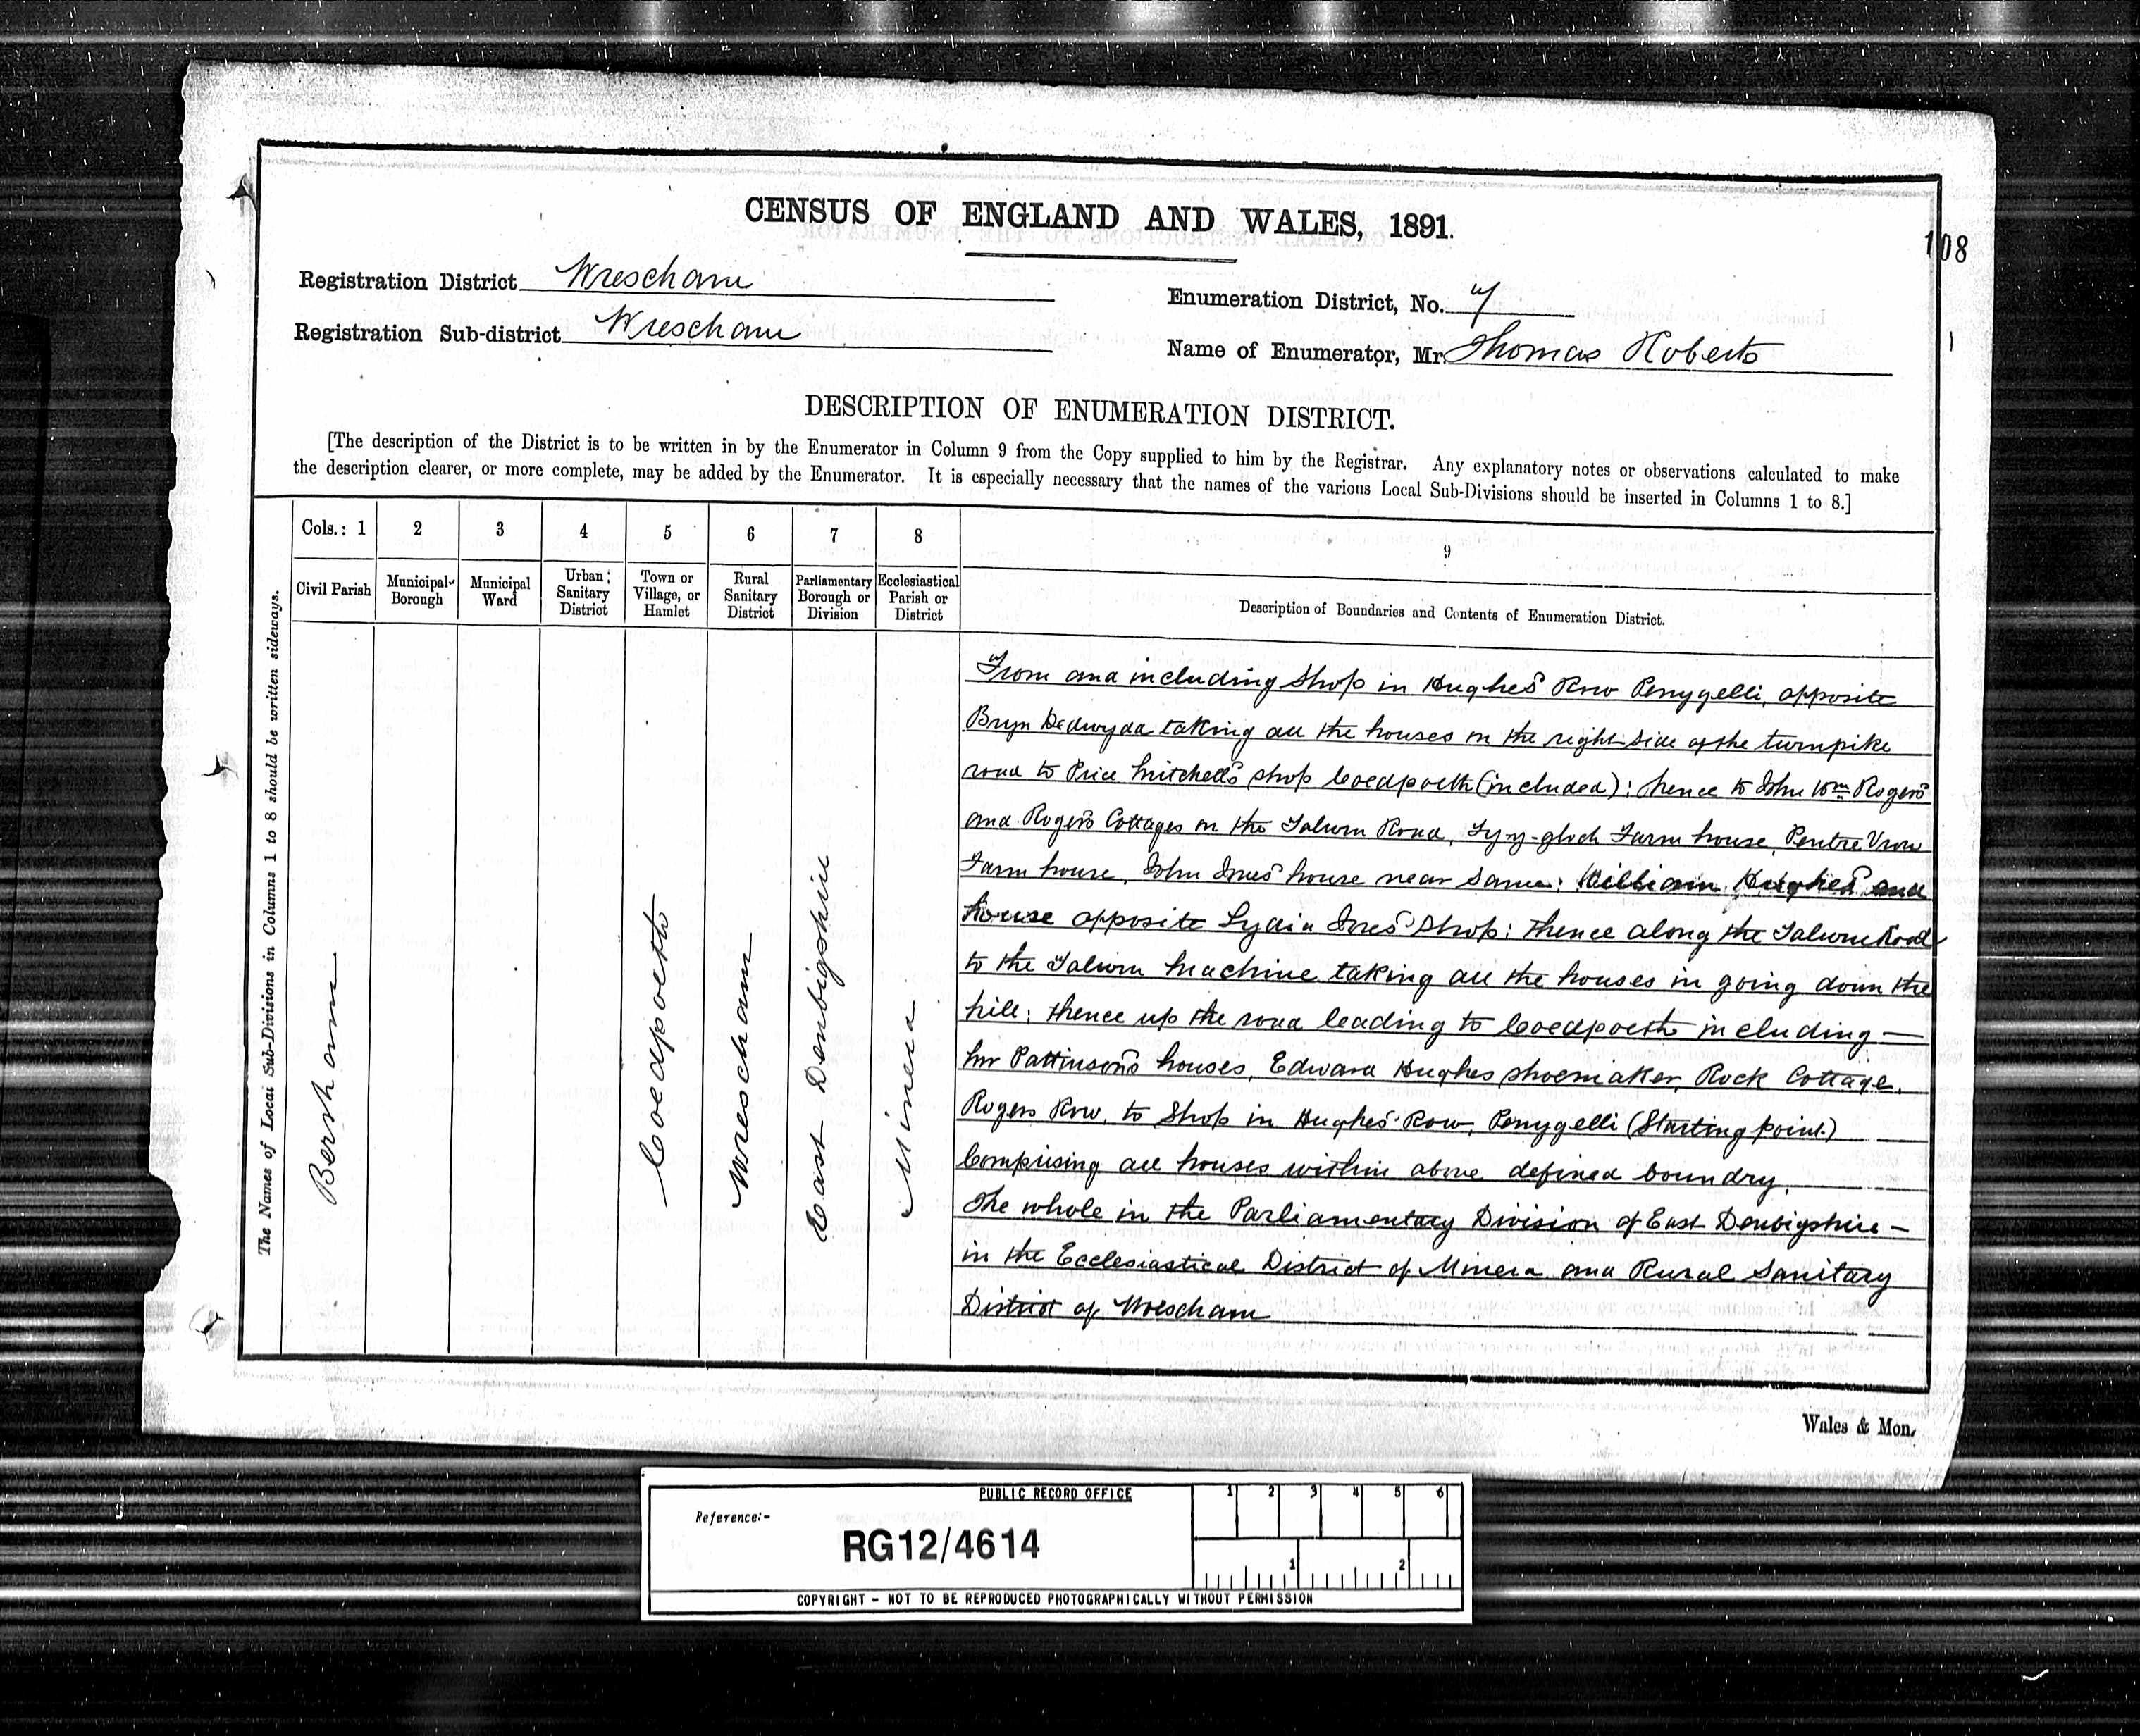 CENSUS OF ENGLAND AND WALES, 1891.
108
Registration District Wrexham
Enumeration District, No. 7
Registration Sub-district Wrexham
Name of Enumerator, Mr. Thomas Roberts
DESCRIPTION OF ENUMERATION DISTRICT.
[The description of the District is to be written in by the Enumerator in Column 9 from the Copy supplied to him by the Registrar. Any explanatory notes or observations calculated to make
the description clearer, or more complete, may be added by the Enumerator. It is especially necessary that the names of the various Local Sub-Divisions should be inserted in Columns 1 to 8.]
The Names of Local Sub-Divisions in Columns 1 to 8 should be written sideways.
Cols.: 1 2 3 4 5 6 7 8 9
Civil Parish
Municipal Borough
Municipal Ward
Urban Sanitary District
Town or Village, or Hamlet
Rural Sanitary District
Parliamentary Borough or Division
Ecclesiastical Parish or District
Description of Boundaries and Contents of Enumeration District.
Bersham
Coedpoeth
Wrexham
East Denbighshire
Minera
From and including Shop in Hughes' Row Penygelli, opposite
Bryn taking all the houses on the right side of the turnpike
road to Price Mitchell's shop Coedpoeth (included); thence to John Wm Rogers'
and Rogers Cottages on the Talwrn Road, Farm house, Pentre Vron
Farm house, John Jones' house near same; William Hughes' and
house opposite Lydia Jones' Shop: thence along the Talwrn Road
to the Talwrn Machine taking all the houses in going down the
hill; thence up the road leading to Coedpoeth including —
Mr Pattinson's houses, Edward Hughes shoemaker, Rock Cottage,
Rogers Row, to Shop in Hughes' Row, Penygelli (Starting point.)
Comprising all houses within above defined boundry.
The whole in the Parliamentary Division of East Denbighshire —
in the Ecclesiastical District of Minera and Rural Sanitary
District of Wrexham
Wales & Mon.
PUBLIC RECORD OFFICE
1 2 3 4 5 6
Reference:-
RG12/4614
1 2
COPYRIGHT - NOT TO BE REPRODUCED PHOTOGRAPHICALLY WITHOUT PERMISSION